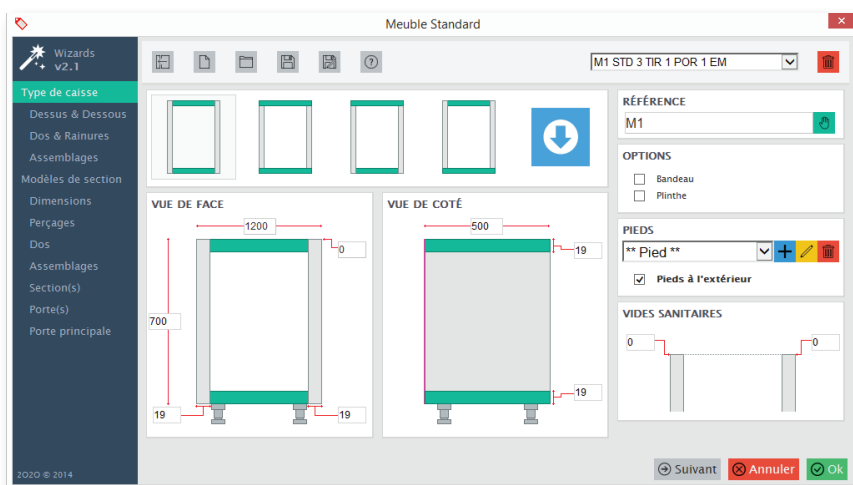 Meuble Standard
Wizards
v2.1
M1 STD 3 TIR 1 POR 1 EM
Type de caisse
Dessus & Dessous
Dos & Rainures
Assemblages
Modèles de section
Dimensions
Perçages
Dos
Assemblages
Section(s)
Porte(s)
Porte principale
2020 © 2014
VUE DE FACE
1200
0
700
19
19
VUE DE COTÉ
500
19
19
RÉFÉRENCE
M1
OPTIONS
Bandeau
Plinthe
PIEDS
** Pied **
Pieds à l'extérieur
VIDES SANITAIRES
0
0
Suivant
Annuler
Ok